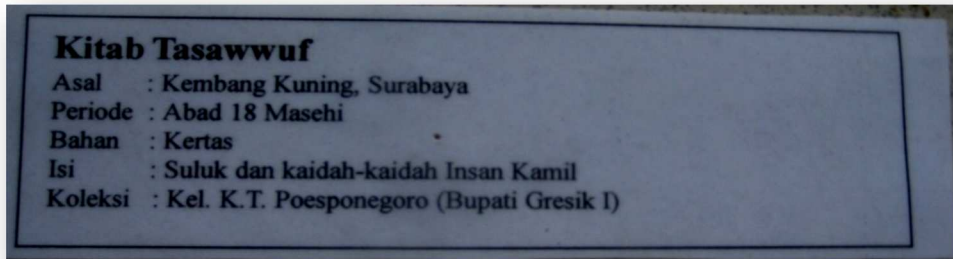 Kitab Tasawwuf
Asal : Kembang Kuning, Surabaya
Periode : Abad 18 Masehi
Bahan : Kertas
Isi : Suluk dan kaidah-kaidah Insan Kamil
Koleksi : Kel. K.T. Poesponegoro (Bupati Gresik I)